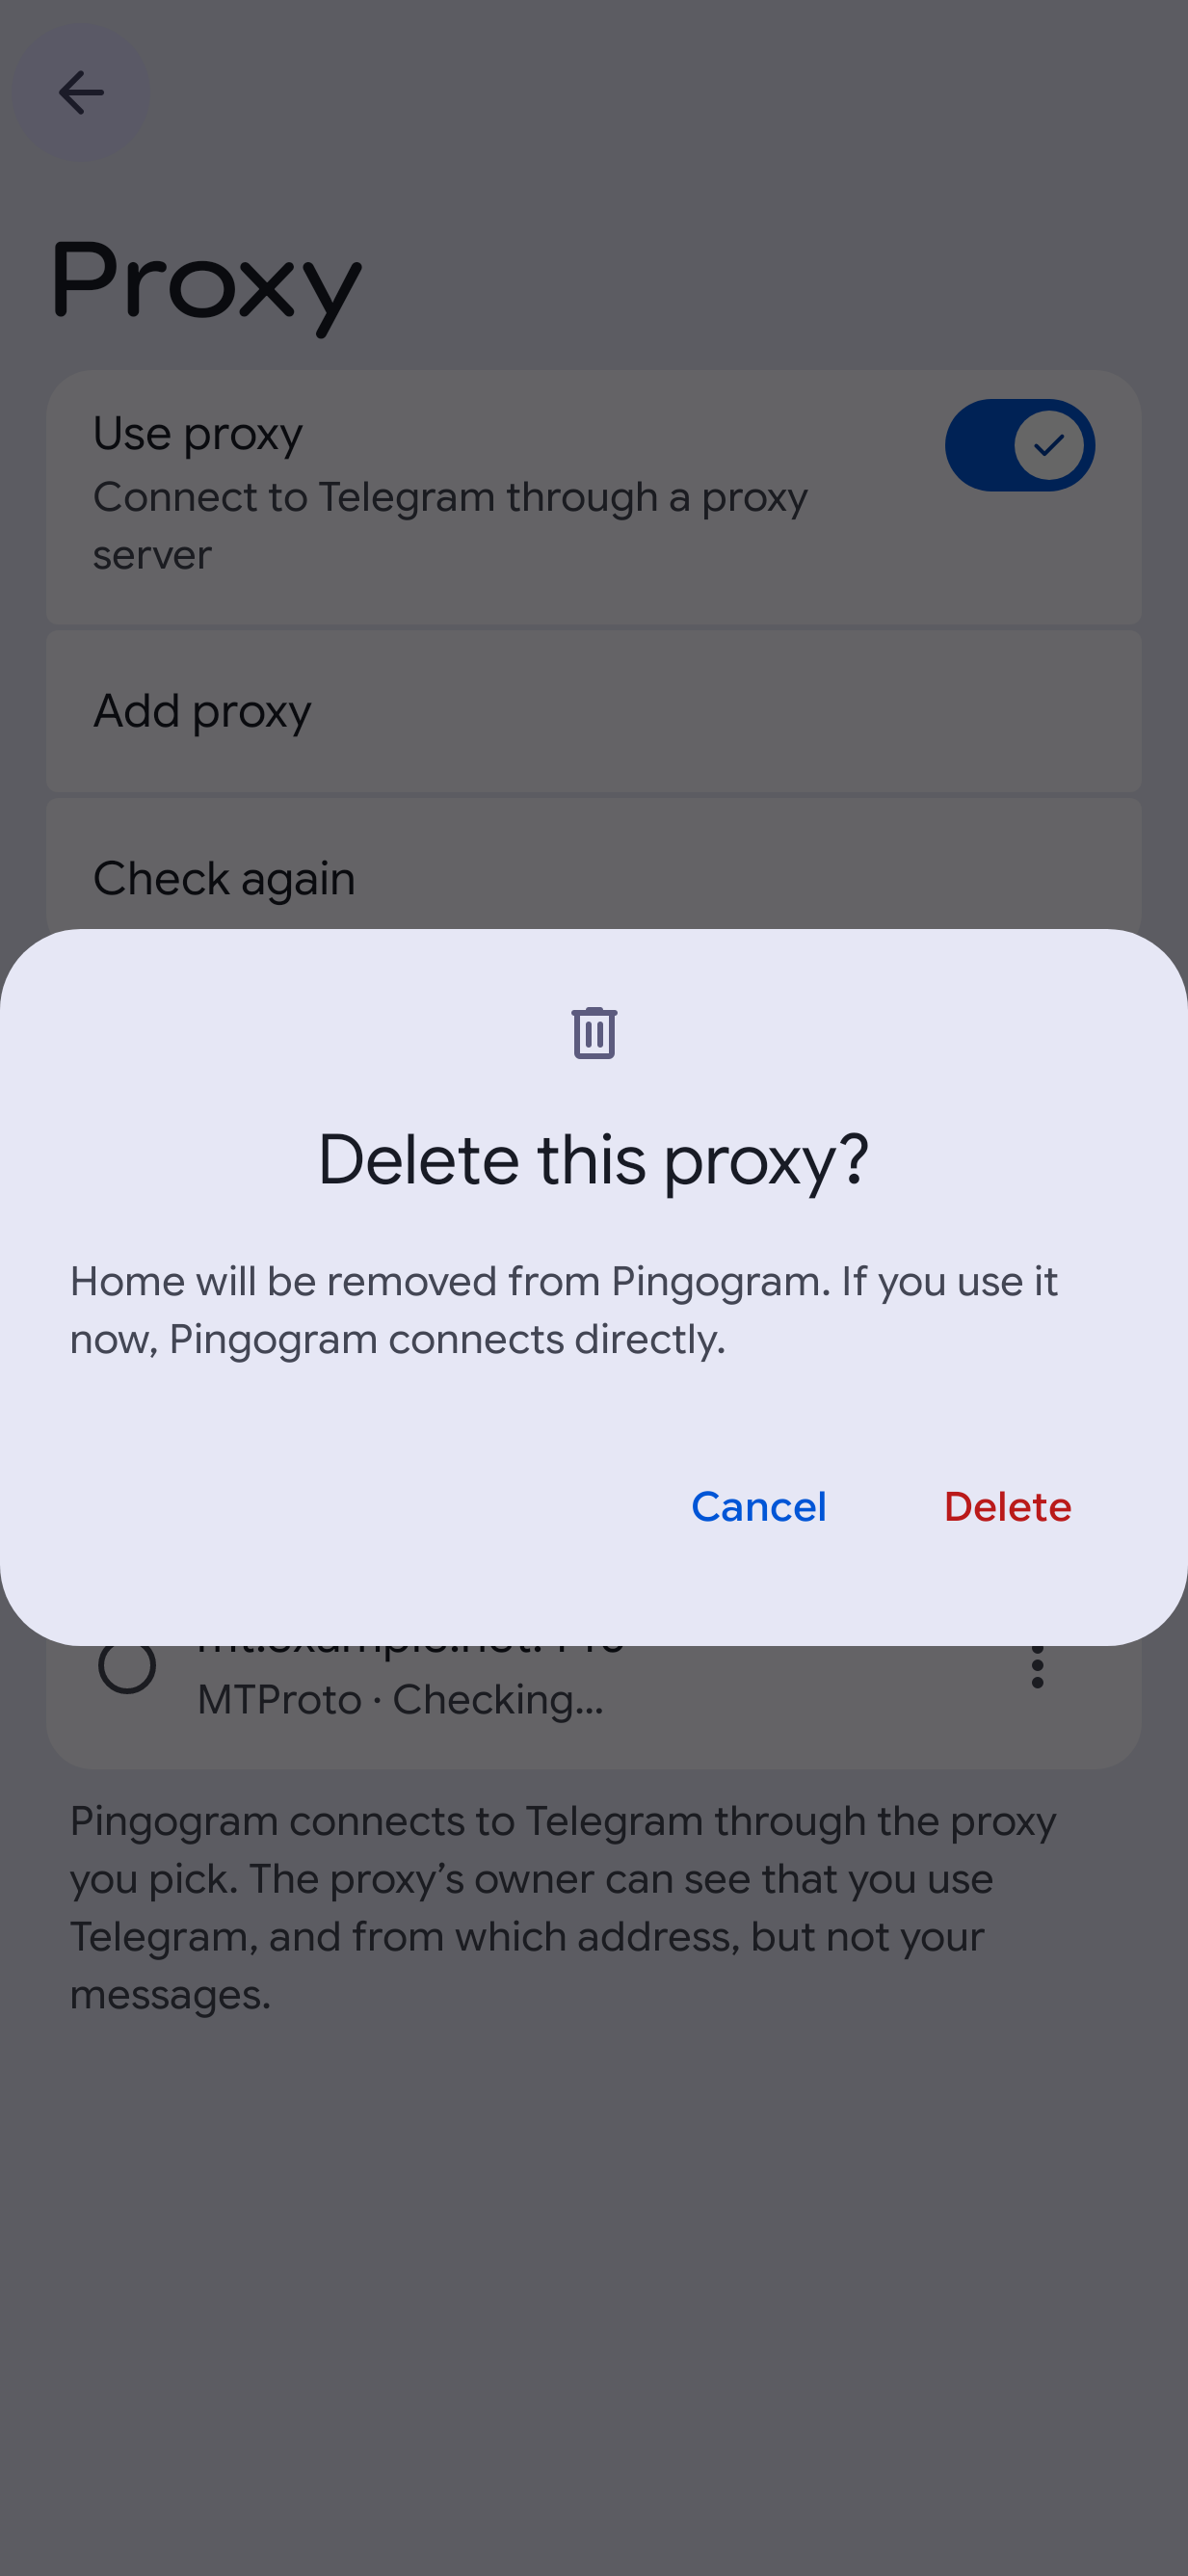 Proxy
Use proxy
Connect to Telegram through a proxy
server
Add proxy
Check again
Delete this proxy?
Home will be removed from Pingogram. If you use it
now, Pingogram connects directly.
Cancel
Delete
MTProto · Checking...
Pingogram connects to Telegram through the proxy
you pick. The proxy’s owner can see that you use
Telegram, and from which address, but not your
messages.